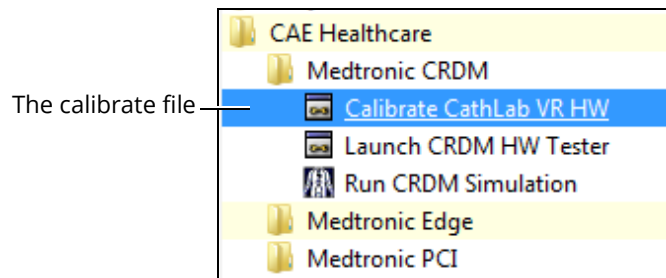 CAE Healthcare
Medtronic CRDM
The calibrate file
Calibrate CathLab VR HW
Launch CRDM HW Tester
Run CRDM Simulation
Medtronic Edge
Medtronic PCI